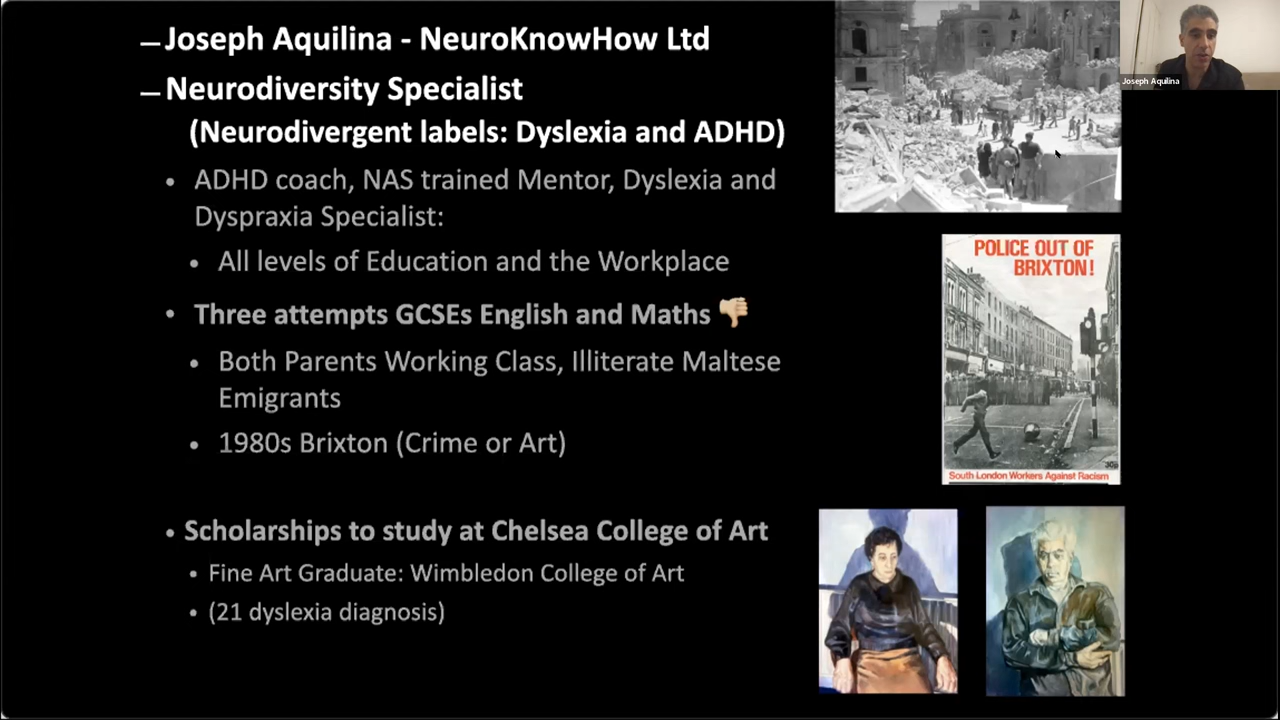 Joseph Aquilina - NeuroKnowHow Ltd
Neurodiversity Specialist
(Neurodivergent labels: Dyslexia and ADHD)
ADHD coach, NAS trained Mentor, Dyslexia and
Dyspraxia Specialist:
All levels of Education and the Workplace
Three attempts GCSEs English and Maths
Both Parents Working Class, Illiterate Maltese
Emigrants
1980s Brixton (Crime or Art)
Scholarships to study at Chelsea College of Art
Fine Art Graduate: Wimbledon College of Art
(21 dyslexia diagnosis)
POLICE OUT OF
BRIXTON!
30p
South London Workers Against Racism
Joseph Aquilina